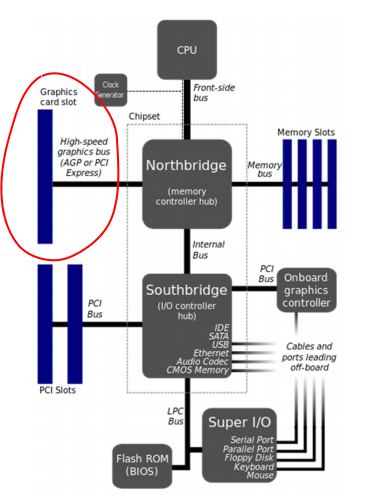 CPU
Clock
Generator
Front-side
bus
Graphics
card slot
Chipset
High-speed
graphics bus
(AGP or PCI
Express)
Northbridge
(memory
controller hub)
Memory
bus
Memory Slots
Internal
Bus
PCI
Bus
Southbridge
(I/O controller
hub)
PCI
Bus
Onboard
graphics
controller
IDE
SATA
USB
Ethernet
Audio Codec
CMOS Memory
Cables and
ports leading
off-board
PCI Slots
LPC
Bus
Super I/O
Serial Port
Parallel Port
Floppy Disk
Keyboard
Mouse
Flash ROM
(BIOS)